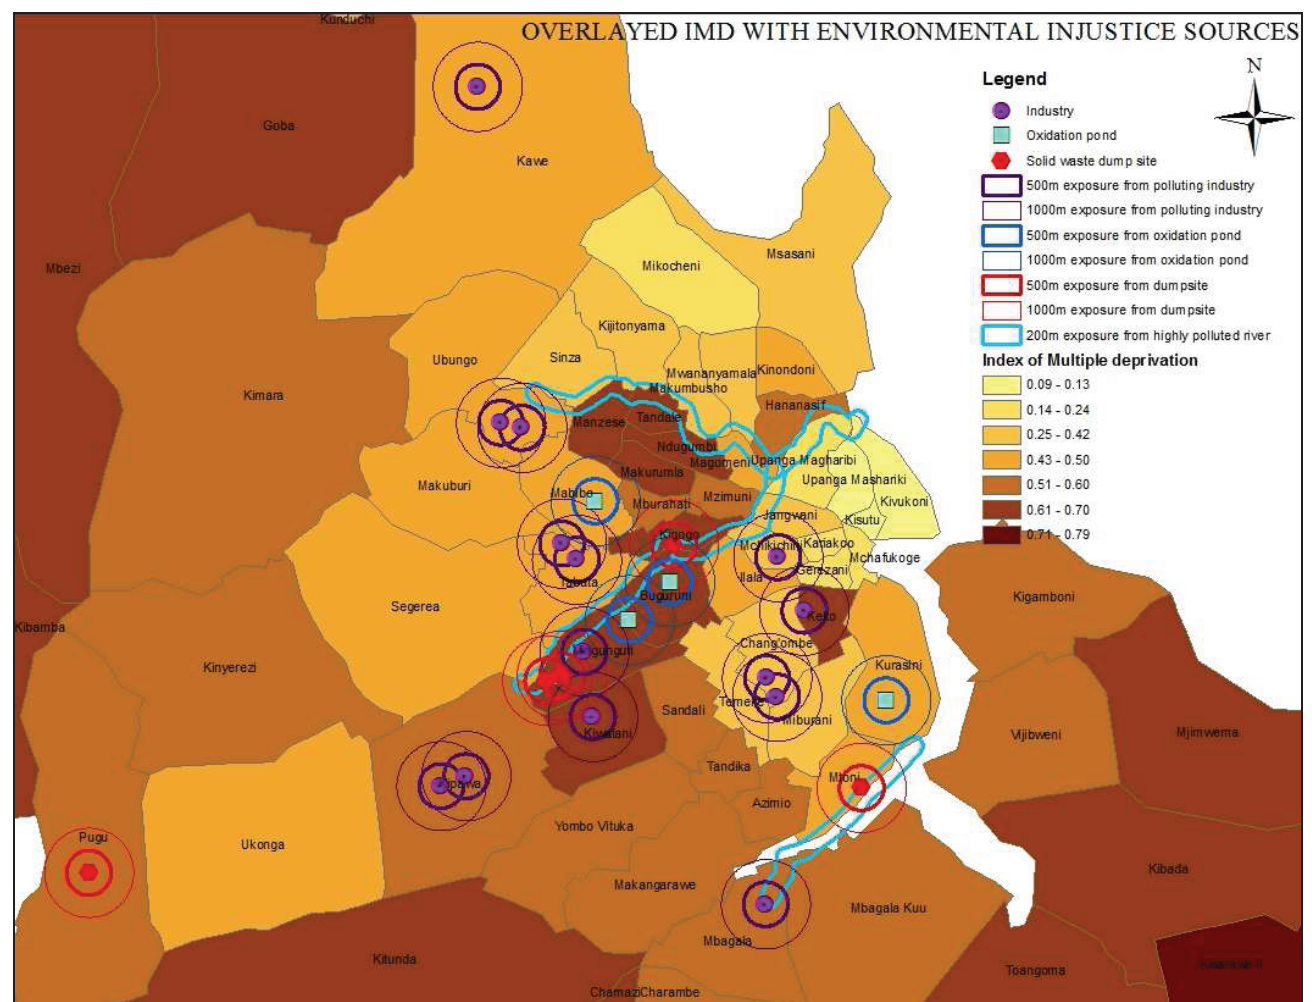 Kunduchi
OVERLAYED IMD WITH ENVIRONMENTAL INJUSTICE SOURCES
N
Legend
Industry
Oxidation pond
Solid waste dump site
500m exposure from polluting industry
1000m exposure from polluting industry
500m exposure from oxidation pond
1000m exposure from oxidation pond
500m exposure from dumpsite
1000m exposure from dumpsite
200m exposure from highly polluted river
Index of Multiple deprivation
0.09 - 0.13
0.14 - 0.24
0.25 - 0.42
0.43 - 0.50
0.51 - 0.60
0.61 - 0.70
0.71 - 0.79
Goba
Kawe
Mbezi
Mikocheni
Msasani
Kijitonyama
Sinza
Ubungo
Mwananyamala
Kinondoni
Makumbusho
Kimara
Hananasif
Manzese
Tandale
Ndugumbi
Magomeni
Upanga Magharibi
Makurumla
Upanga Mashariki
Makuburi
Mabibo
Mburahati
Mzimuni
Kivukoni
Jangwani
Kisutu
Kigogo
Mchikichini
Kariakoo
Mchafukoge
Gerezani
Tabata
Ilala
Buguruni
Kigamboni
Segerea
Keko
Kibamba
Chang'ombe
Kinyerezi
Kurasini
Temeke
Sandali
Miburani
Kiwalani
Vijibweni
Mjimwema
Tandika
Mtoni
Azimio
Yombo Vituka
Pugu
Ukonga
Kibada
Makangarawe
Mbagala Kuu
Mbagala
Kitunda
Toangoma
Chamazi
Charambe